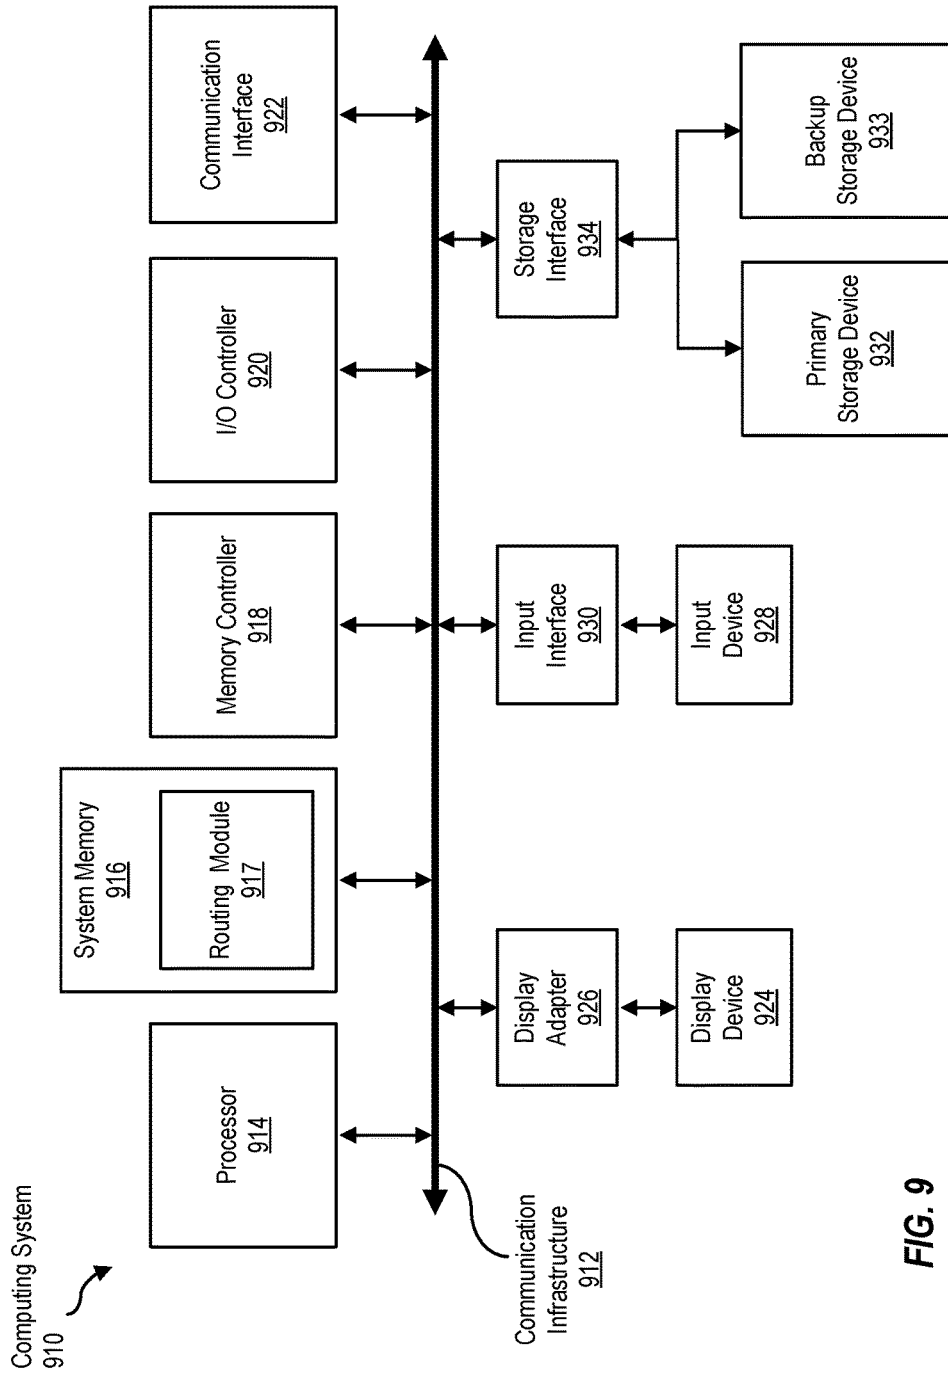 Computing System
910
Processor
914
System Memory
916
Routing Module
917
Memory Controller
918
I/O Controller
920
Communication
Interface
922
Communication
Infrastructure
912
Display
Adapter
926
Input
Interface
930
Storage
Interface
934
Display
Device
924
Input
Device
928
Primary
Storage Device
932
Backup
Storage Device
933
FIG. 9